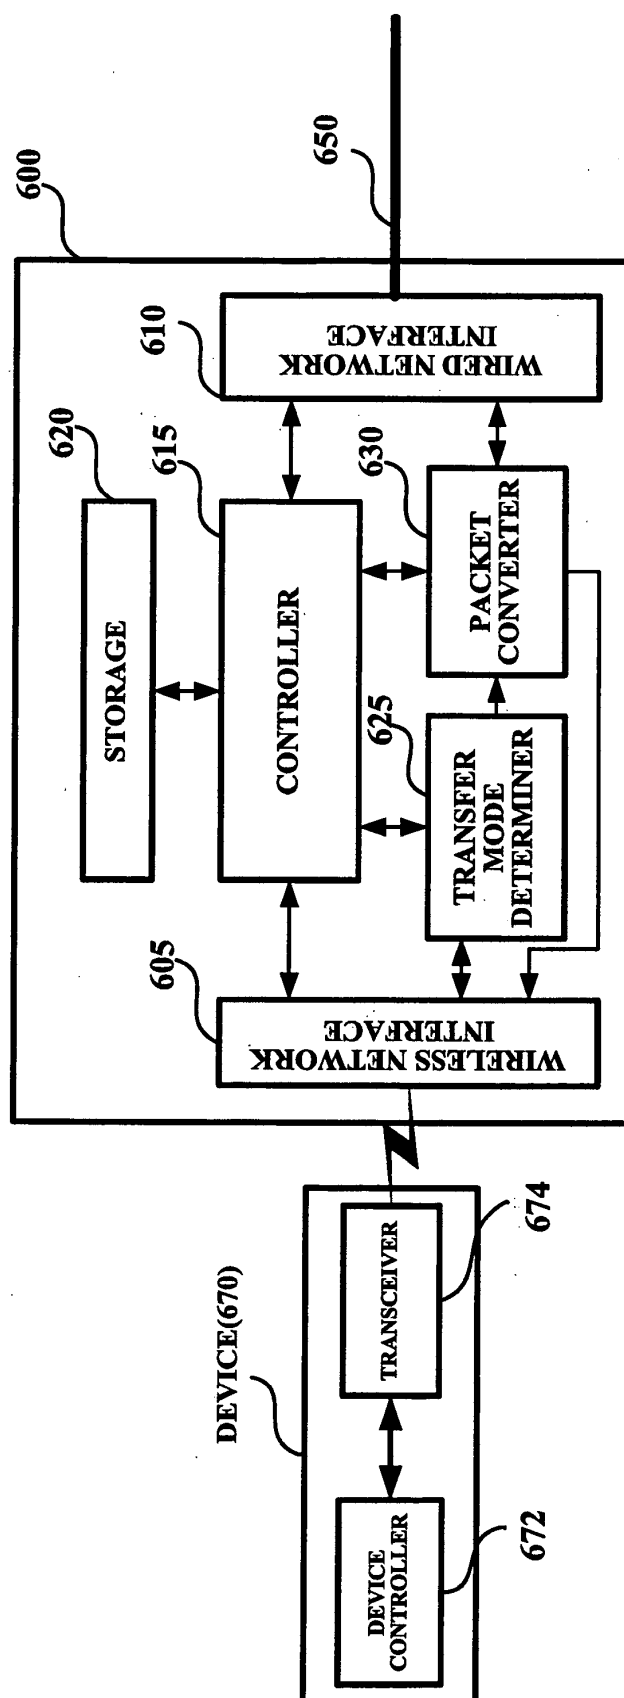 600
620
STORAGE
615
CONTROLLER
610
WIRED NETWORK
INTERFACE
650
605
WIRELESS NETWORK
INTERFACE
625
TRANSFER
MODE
DETERMINER
630
PACKET
CONVERTER
DEVICE(670)
DEVICE
CONTROLLER
672
TRANSCEIVER
674